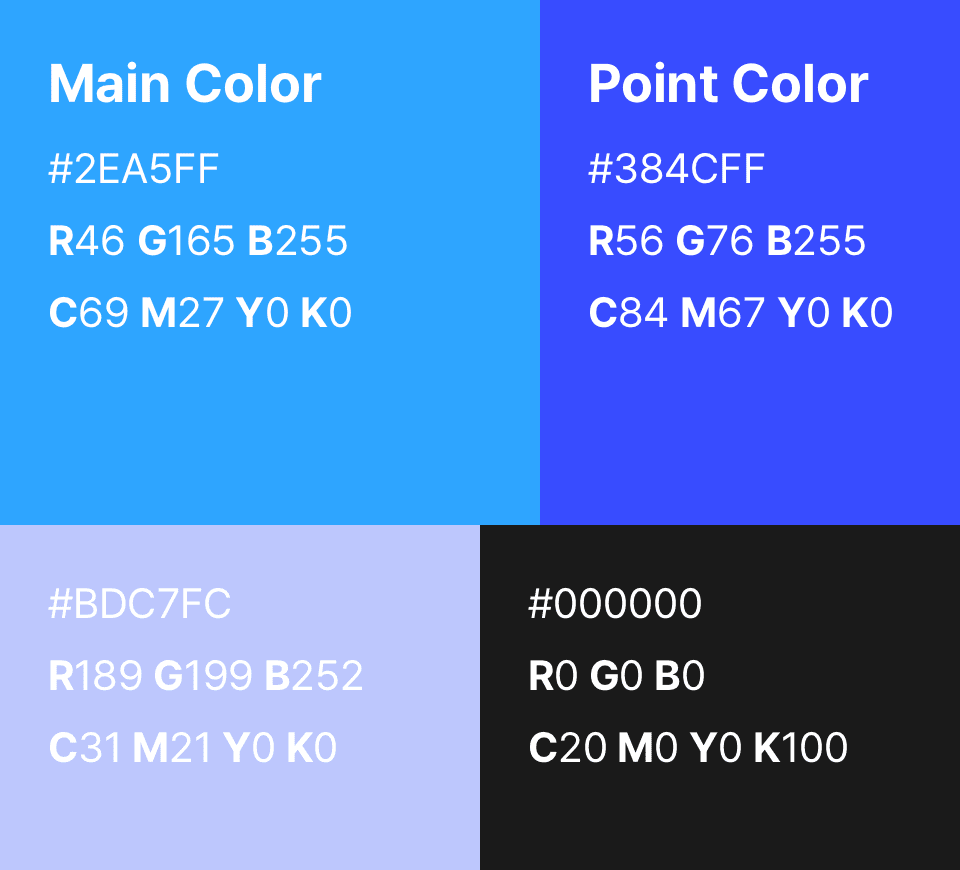 Main Color
#2EA5FF
R46 G165 B255
C69 M27 Y0 K0
Point Color
#384CFF
R56 G76 B255
C84 M67 Y0 K0
#BDC7FC
R189 G199 B252
C31 M21 Y0 K0
#000000
R0 G0 B0
C20 M0 Y0 K100